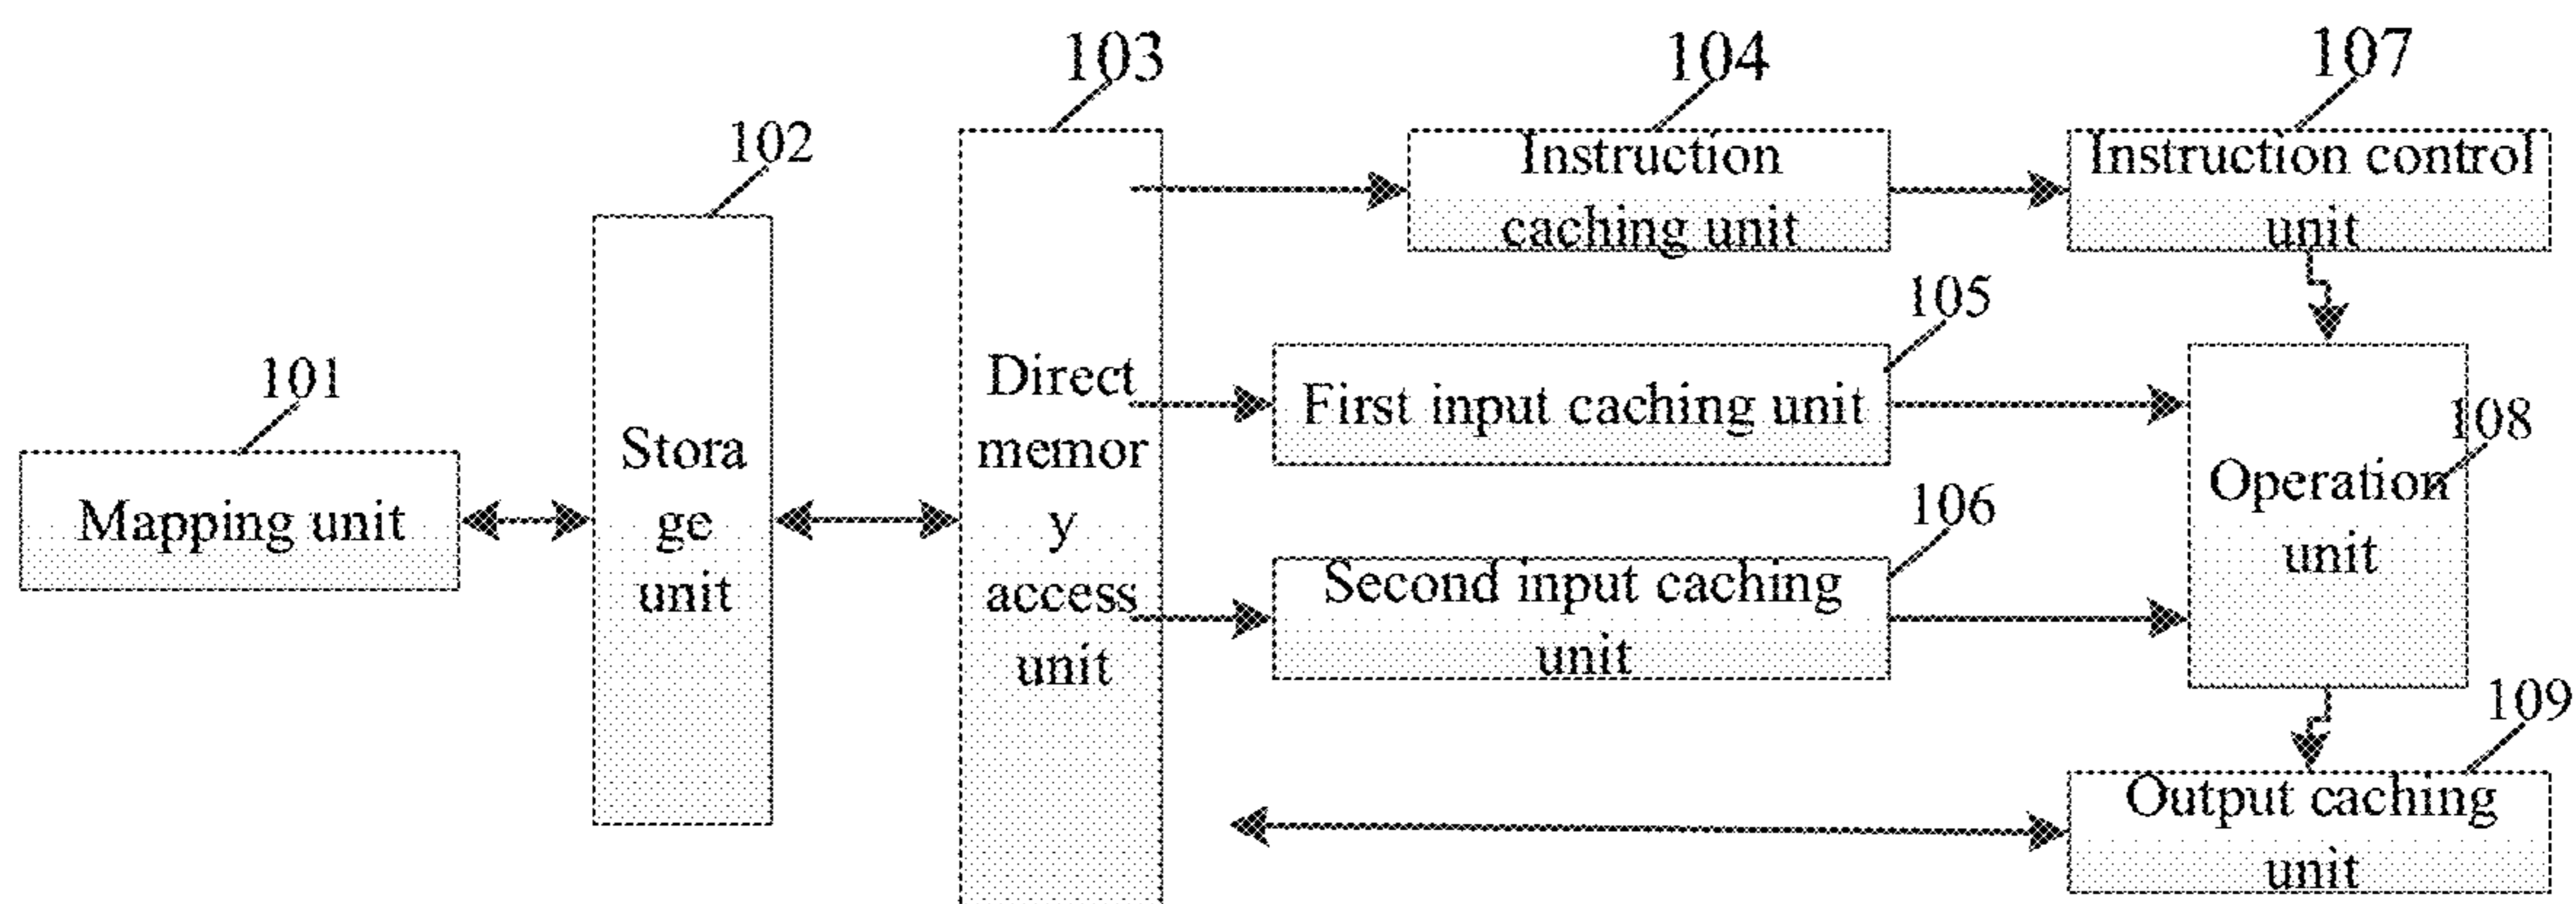 103
104
107
102
Instruction
caching unit
Instruction control
unit
105
101
Direct
memor
y
access
unit
First input caching unit
108
Stora
ge
unit
Operation
unit
Mapping unit
106
Second input caching
unit
109
Output caching
unit